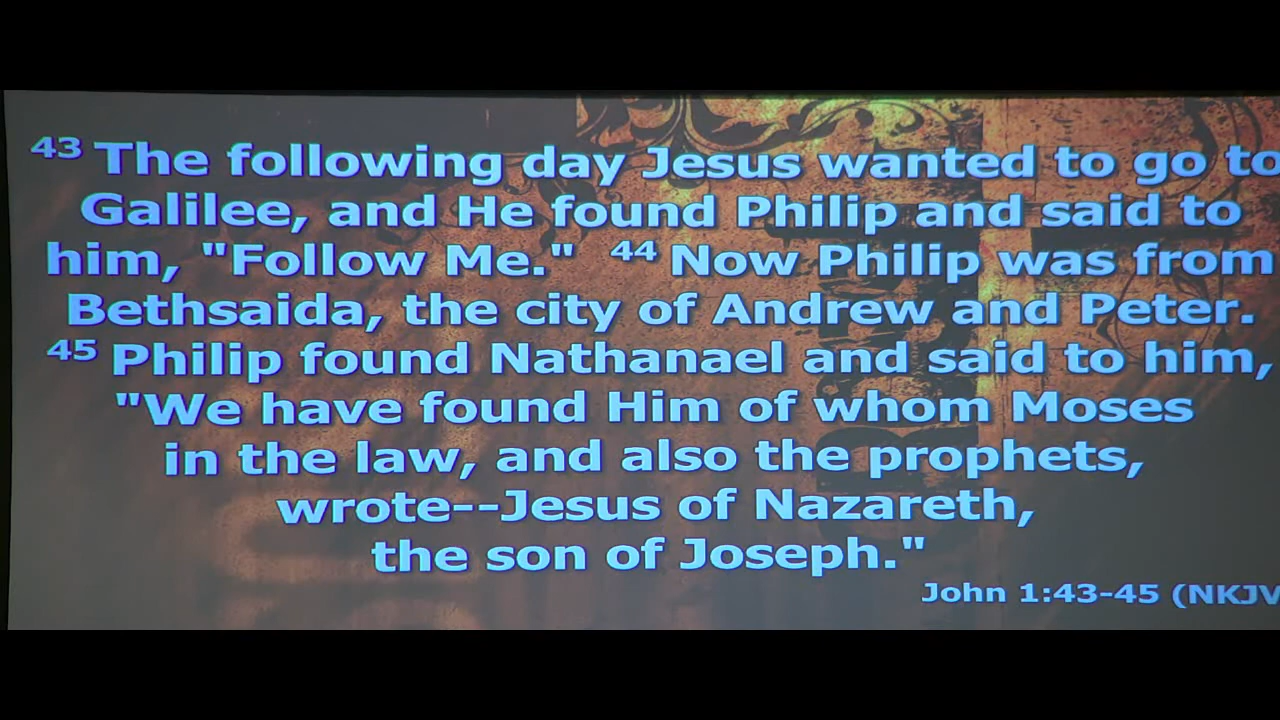 43 The following day Jesus wanted to go to
Galilee, and He found Philip and said to
him, "Follow Me." 44 Now Philip was from
Bethsaida, the city of Andrew and Peter.
45 Philip found Nathanael and said to him,
"We have found Him of whom Moses
in the law, and also the prophets,
wrote--Jesus of Nazareth,
the son of Joseph."
John 1:43-45 (NKJV